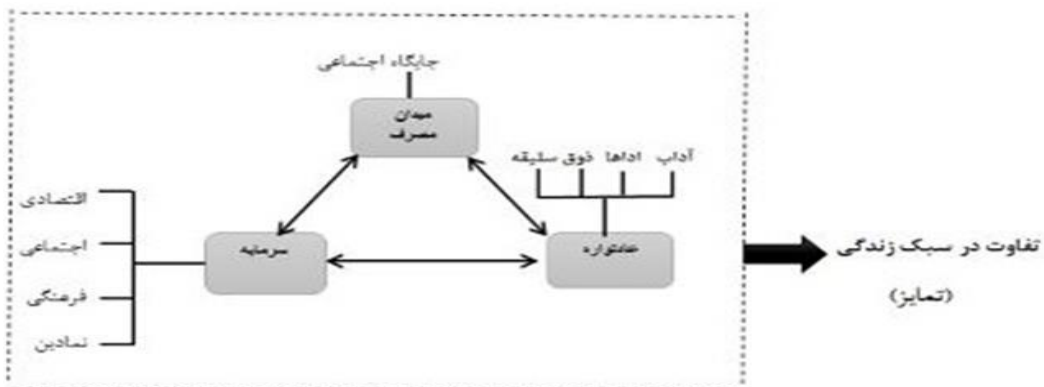 جایگاه اجتماعی
میدان
مصرف
آداب اداها ذوق سلیقه
عادتواره
سرمایه
اقتصادی
اجتماعی
فرهنگی
نمادین
تفاوت در سبک زندگی
(تمایز)